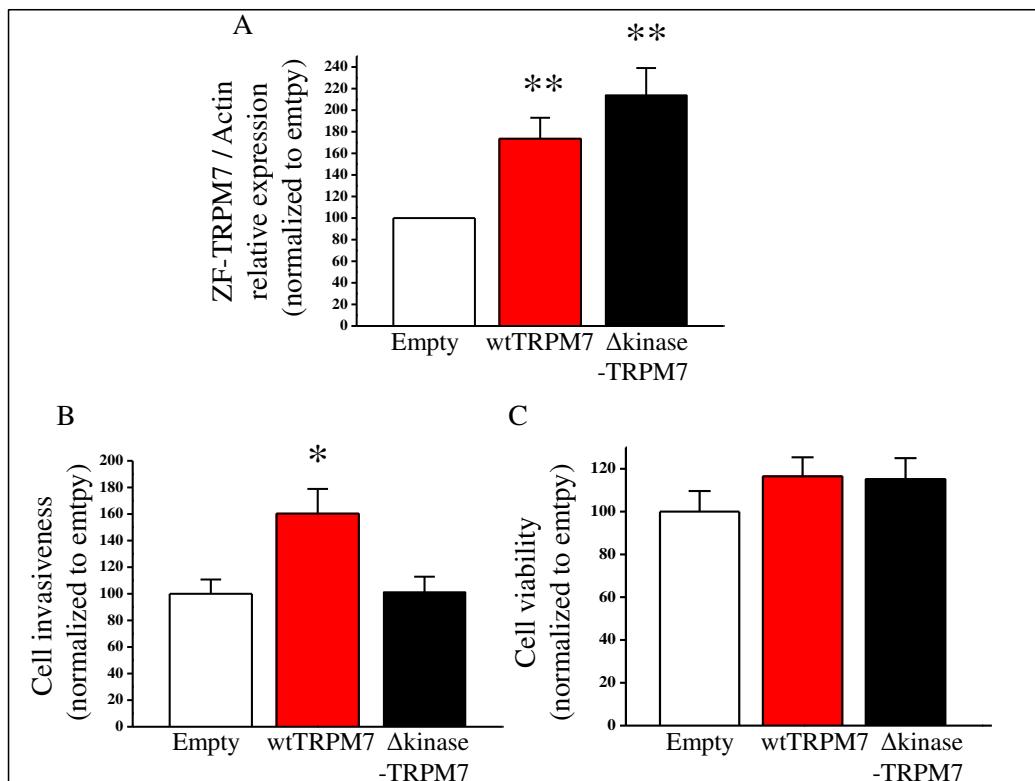 A
ZF-TRPM7 / Actin
relative expression
(normalized to emtpy)
240
220
200
180
160
140
120
100
80
60
40
20
0
**
**
Empty
wtTRPM7
Δkinase
-TRPM7
B
Cell invasiveness
(normalized to emtpy)
200
180
160
140
120
100
80
60
40
20
0
*
Empty
wtTRPM7
Δkinase
-TRPM7
C
Cell viability
(normalized to emtpy)
120
100
80
60
40
20
0
Empty
wtTRPM7
Δkinase
-TRPM7